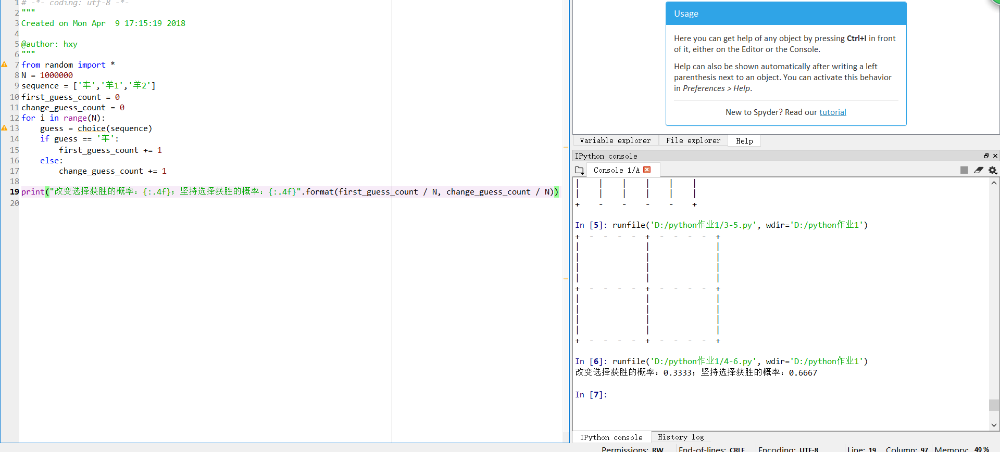 1 # -*- coding: utf-8 -*-
2 """
3 Created on Mon Apr  9 17:15:19 2018
4
5 @author: hxy
6 """
7 from random import *
8 N = 1000000
9 sequence = ['车','羊1','羊2']
10 first_guess_count = 0
11 change_guess_count = 0
12 for i in range(N):
13     guess = choice(sequence)
14     if guess == '车':
15         first_guess_count += 1
16     else:
17         change_guess_count += 1
18
19 print("改变选择获胜的概率：{:.4f}；坚持选择获胜的概率：{:.4f}".format(first_guess_count / N, change_guess_count / N))
20
Usage
Here you can get help of any object by pressing Ctrl+I in front
of it, either on the Editor or the Console.
Help can also be shown automatically after writing a left
parenthesis next to an object. You can activate this behavior
in Preferences > Help.
New to Spyder? Read our tutorial
Variable explorer File explorer Help
IPython console
Console 1/A
|    |    |    |    |    |
|    |    |    |    |    |
+    -    -    -    -    +
In [5]: runfile('D:/python作业1/3-5.py', wdir='D:/python作业1')
+  -  -  -  -  +  -  -  -  -  +
|              |              |
|              |              |
|              |              |
|              |              |
+  -  -  -  -  +  -  -  -  -  +
|              |              |
|              |              |
|              |              |
|              |              |
+  -  -  -  -  +  -  -  -  -  +
In [6]: runfile('D:/python作业1/4-6.py', wdir='D:/python作业1')
改变选择获胜的概率：0.3333；坚持选择获胜的概率：0.6667
In [7]:
IPython console History log
Permissions: RW End-of-lines: CRLF Encoding: UTF-8 Line: 19 Column: 97 Memory: 49 %